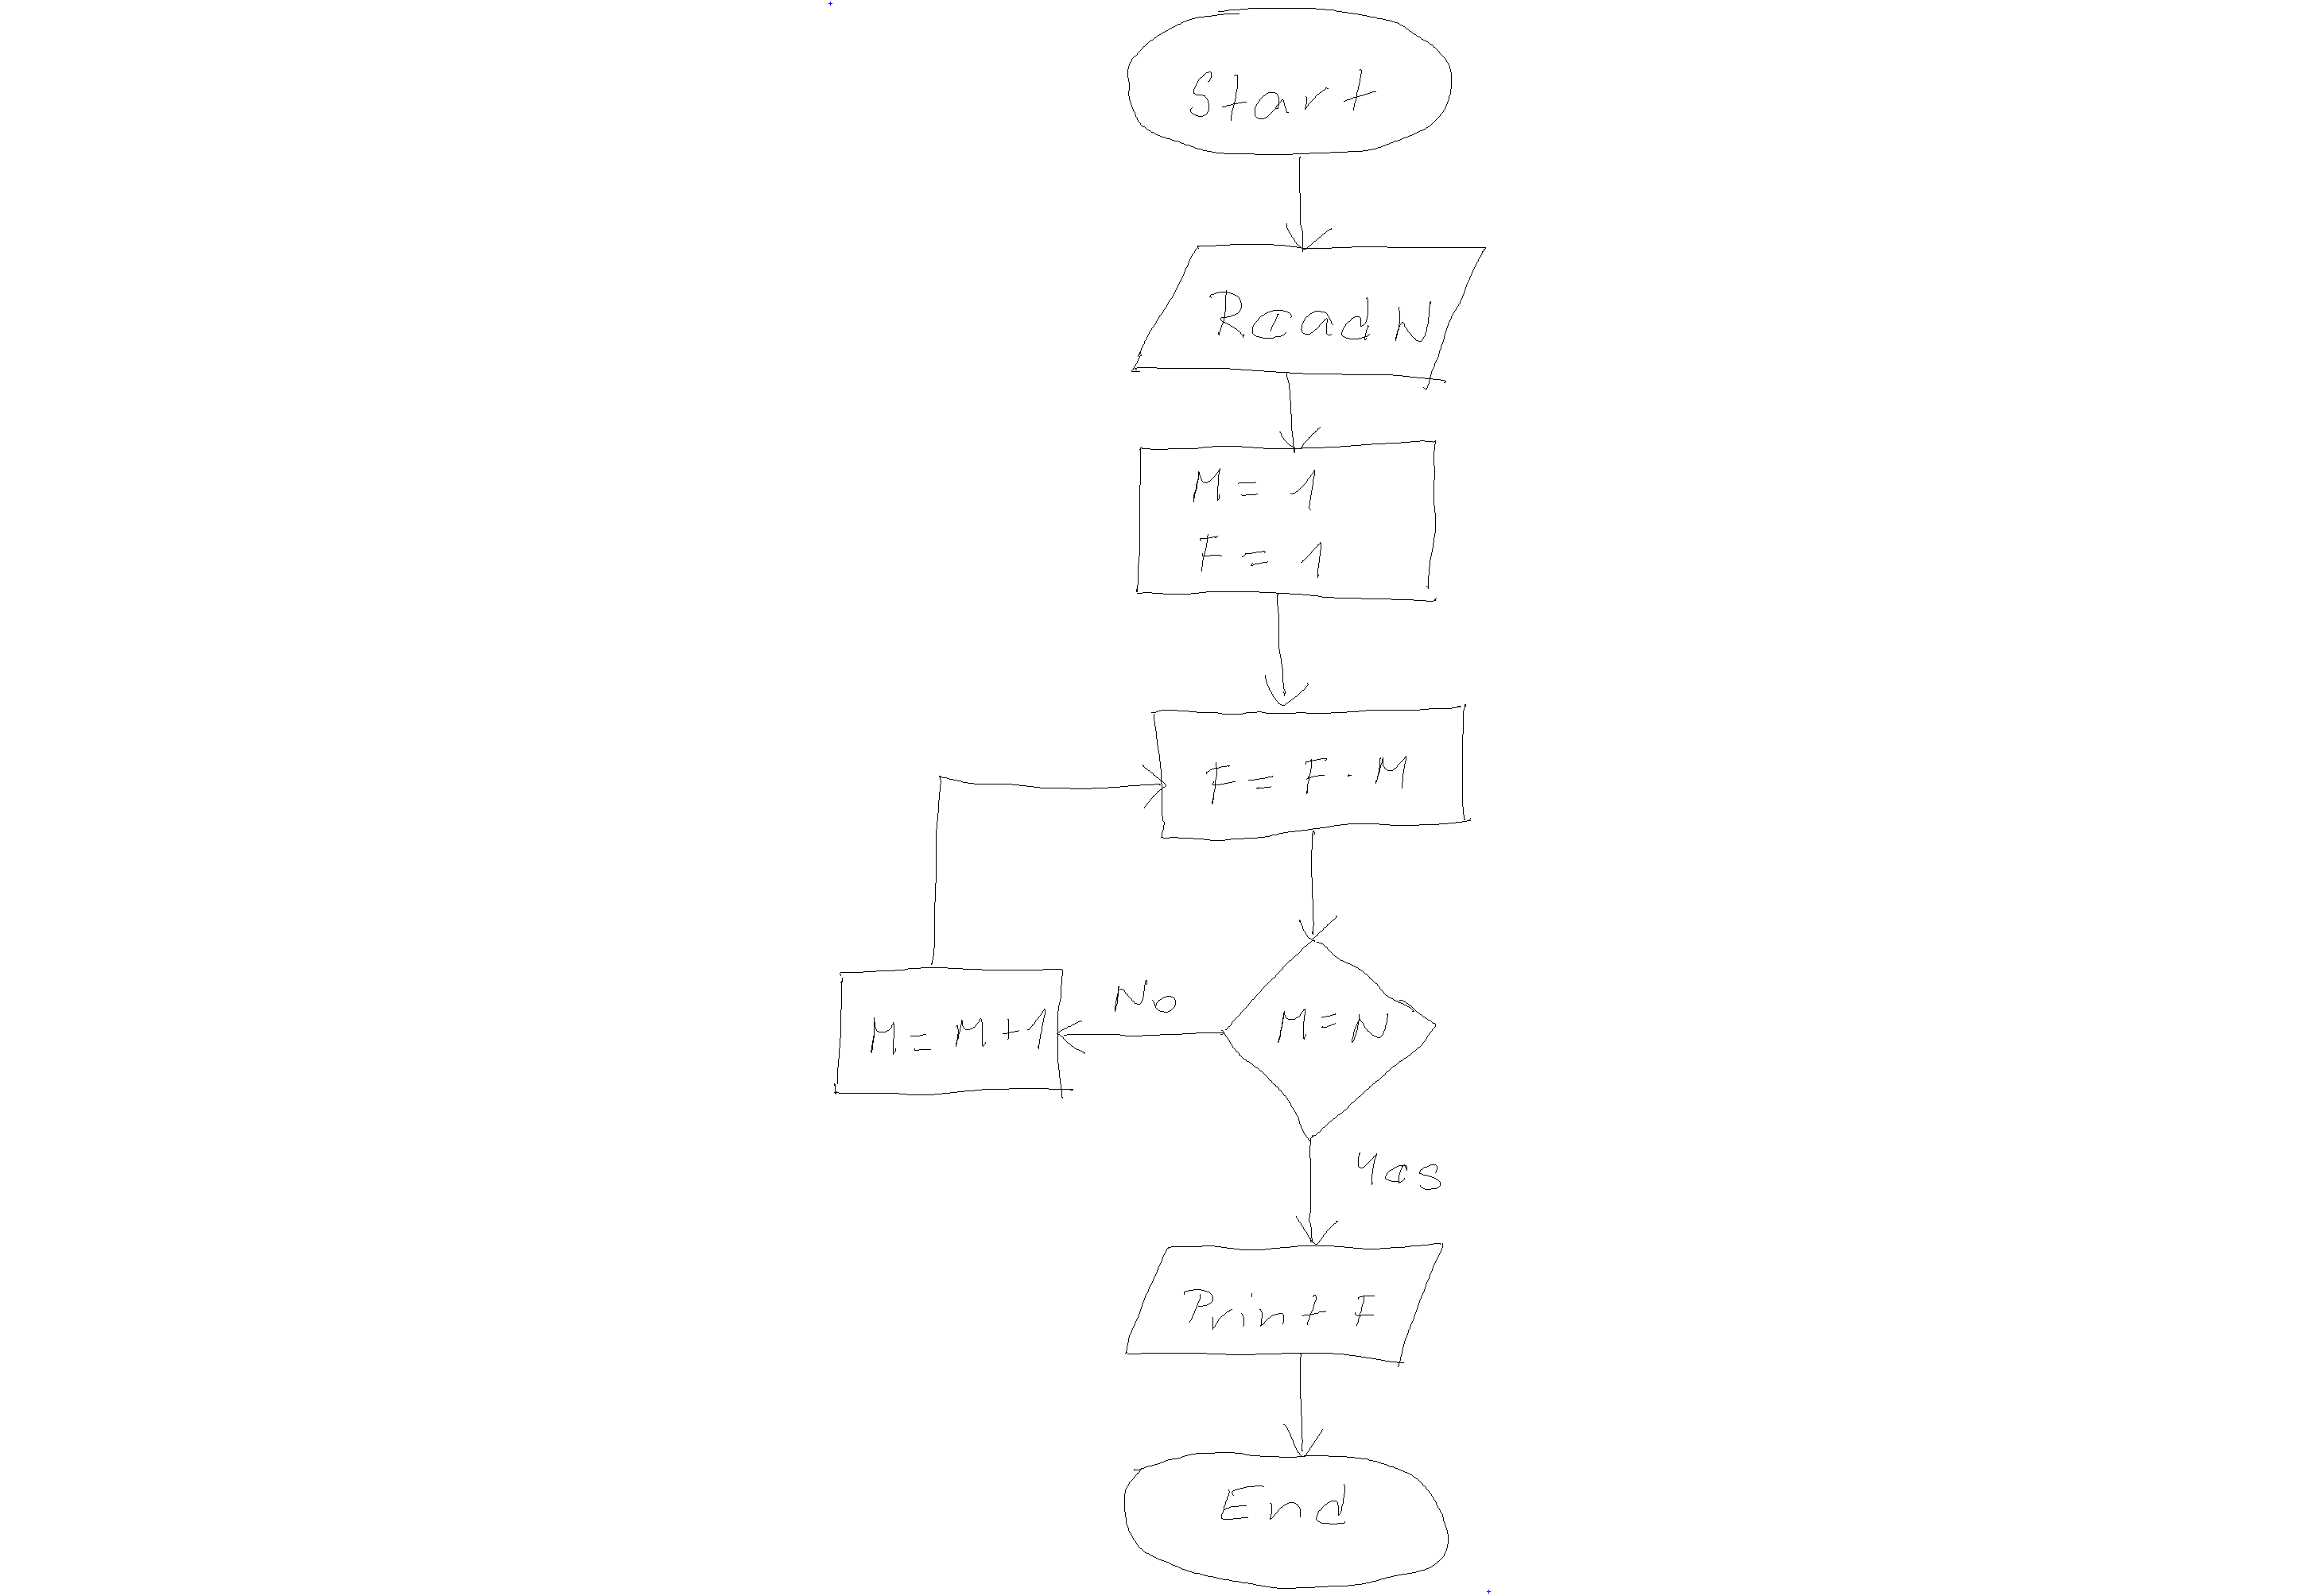 Start
Read N
M = 1
F = 1
F = F · M
M = N
No
M = M + 1
Yes
Print F
End